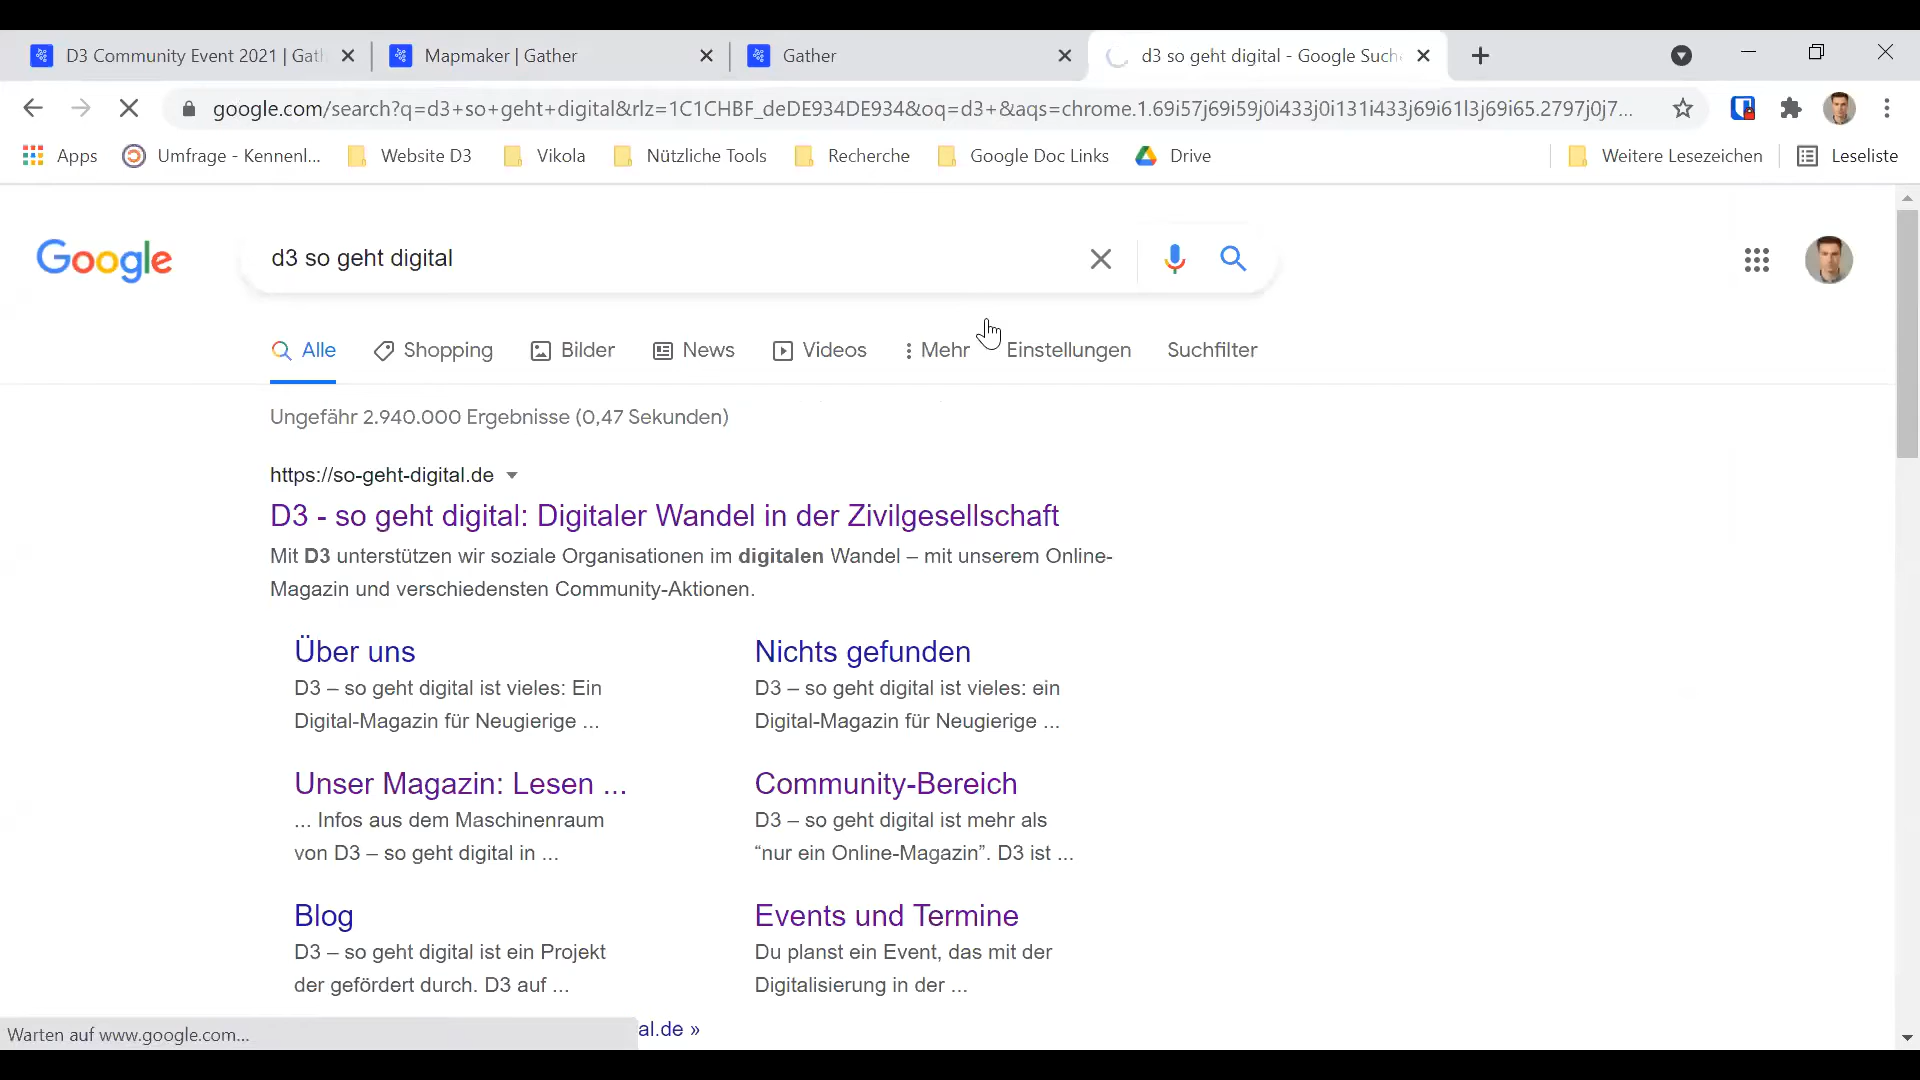 D3 Community Event 2021 | Gath
Mapmaker | Gather
Gather
d3 so geht digital - Google Such
google.com/search?q=d3+so+geht+digital&rlz=1C1CHBF_deDE934DE934&oq=d3+&aqs=chrome.1.69i57j69i59j0i433j0i131i433j69i61l3j69i65.2797j0j7...
Apps
Umfrage - Kennenl...
Website D3
Vikola
Nützliche Tools
Recherche
Google Doc Links
Drive
Weitere Lesezeichen
Leseliste
Google
d3 so geht digital
Alle
Shopping
Bilder
News
Videos
Mehr
Einstellungen
Suchfilter
Ungefähr 2.940.000 Ergebnisse (0,47 Sekunden)
https://so-geht-digital.de
D3 - so geht digital: Digitaler Wandel in der Zivilgesellschaft
Mit D3 unterstützen wir soziale Organisationen im digitalen Wandel – mit unserem Online-
Magazin und verschiedensten Community-Aktionen.
Über uns
D3 – so geht digital ist vieles: Ein
Digital-Magazin für Neugierige ...
Nichts gefunden
D3 – so geht digital ist vieles: ein
Digital-Magazin für Neugierige ...
Unser Magazin: Lesen ...
... Infos aus dem Maschinenraum
von D3 – so geht digital in ...
Community-Bereich
D3 – so geht digital ist mehr als
“nur ein Online-Magazin”. D3 ist ...
Blog
D3 – so geht digital ist ein Projekt
der gefördert durch. D3 auf ...
Events und Termine
Du planst ein Event, das mit der
Digitalisierung in der ...
al.de »
Warten auf www.google.com...